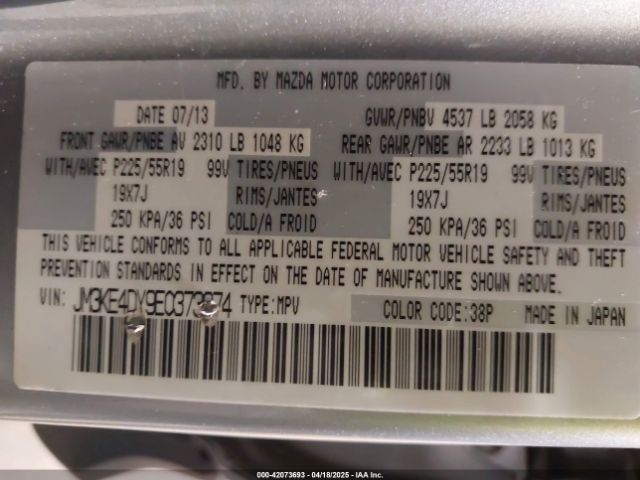 MFD. BY MAZDA MOTOR CORPORATION
DATE 07/13 GVWR/PNBV 4537 LB 2058 KG
FRONT GAWR/PNBE AV 2310 LB 1048 KG REAR GAWR/PNBE AR 2233 LB 1013 KG
WITH/AVEC P225/55R19 99V TIRES/PNEUS WITH/AVEC P225/55R19 99V TIRES/PNEUS
19X7J RIMS/JANTES 19X7J RIMS/JANTES
250 KPA/36 PSI COLD/A FROID 250 KPA/36 PSI COLD/A FROID
THIS VEHICLE CONFORMS TO ALL APPLICABLE FEDERAL MOTOR VEHICLE SAFETY AND THEFT
PREVENTION STANDARDS IN EFFECT ON THE DATE OF MANUFACTURE SHOWN ABOVE.
VIN: TYPE:MPV COLOR CODE:38P MADE IN JAPAN
000-42073693 - 04/18/2025 - IAA Inc.